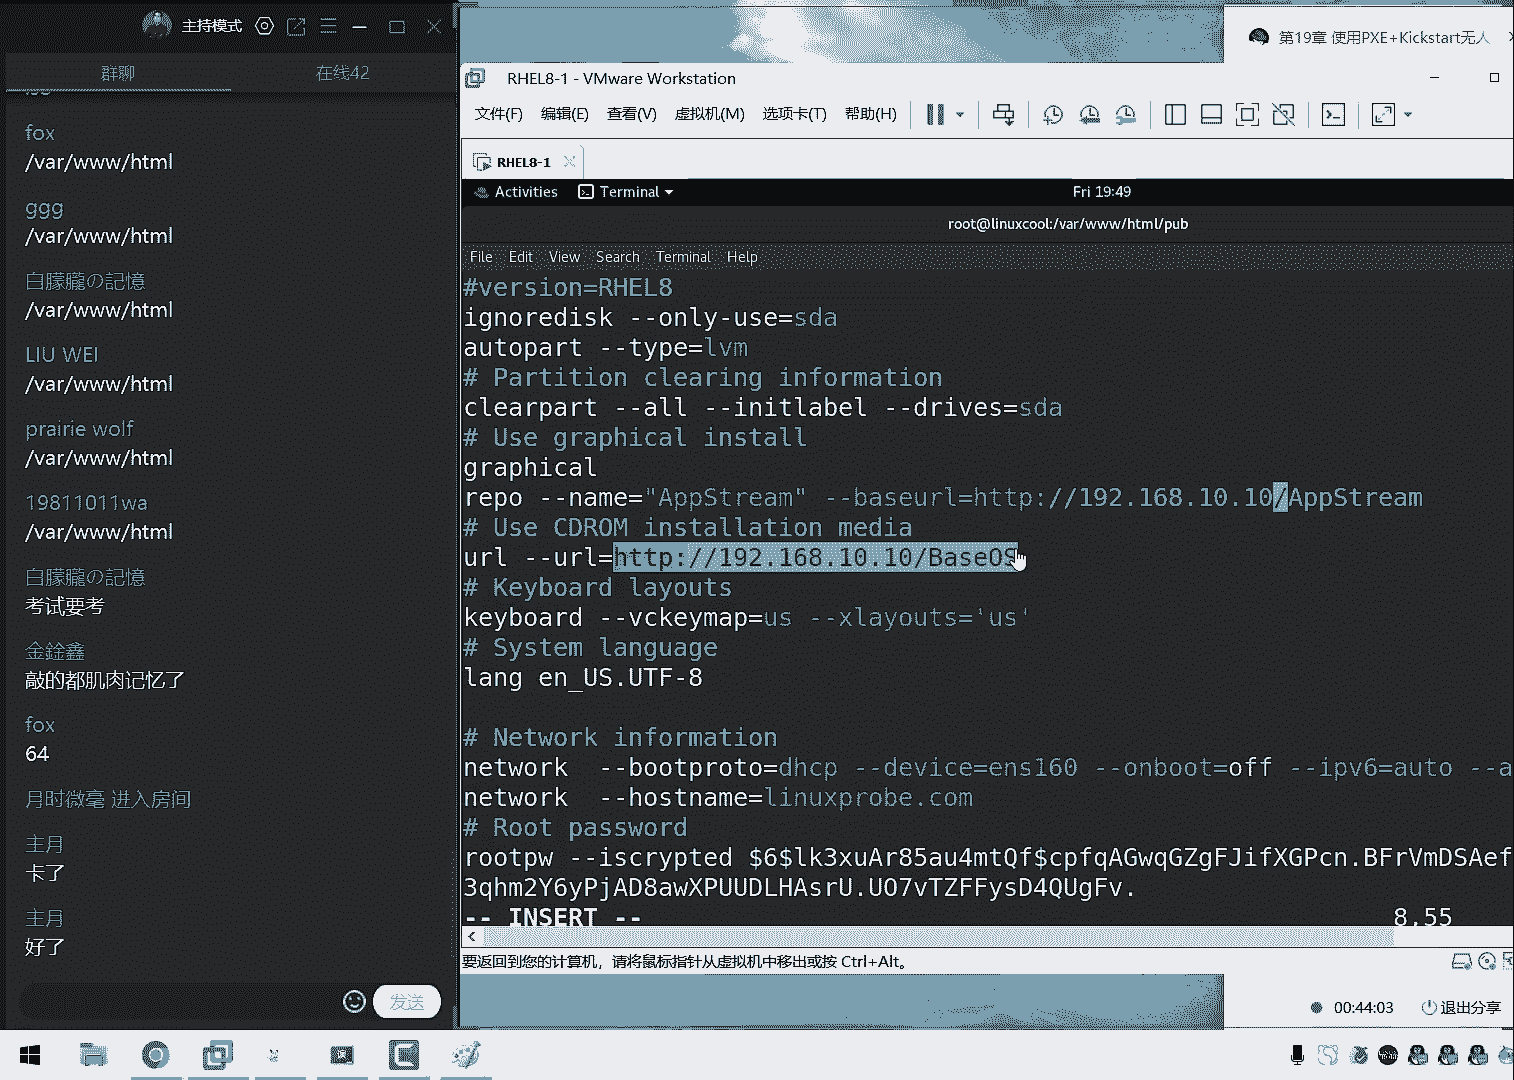 主持模式
群聊
在线42
fox
/var/www/html
ggg
/var/www/html
白朦朧の記憶
/var/www/html
LIU WEI
/var/www/html
prairie wolf
/var/www/html
19811011wa
/var/www/html
白朦朧の記憶
考试要考
金銓鑫
敲的都肌肉记忆了
fox
64
月时微毫 进入房间
主月
卡了
主月
好了
发送
第19章 使用PXE+Kickstart无人
RHEL8-1 - VMware Workstation
文件(F) 编辑(E) 查看(V) 虚拟机(M) 选项卡(T) 帮助(H)
RHEL8-1
Activities Terminal Fri 19:49
root@linuxcool:/var/www/html/pub
File Edit View Search Terminal Help
#version=RHEL8
ignoredisk --only-use=sda
autopart --type=lvm
# Partition clearing information
clearpart --all --initlabel --drives=sda
# Use graphical install
graphical
repo --name="AppStream" --baseurl=http://192.168.10.10/AppStream
# Use CDROM installation media
url --url=http://192.168.10.10/BaseOS
# Keyboard layouts
keyboard --vckeymap=us --xlayouts='us'
# System language
lang en_US.UTF-8
# Network information
network  --bootproto=dhcp --device=ens160 --onboot=off --ipv6=auto --a
network  --hostname=linuxprobe.com
# Root password
rootpw --iscrypted $6$lk3xuAr85au4mtQf$cpfqAGwqGZgFJifXGPcn.BFrVmDSAef
3qhm2Y6yPjAD8awXPUUDLHAsrU.UO7vTZFFysD4QUgFv.
-- INSERT -- 8,55
要返回到您的计算机，请将鼠标指针从虚拟机中移出或按 Ctrl+Alt。
00:44:03 退出分享